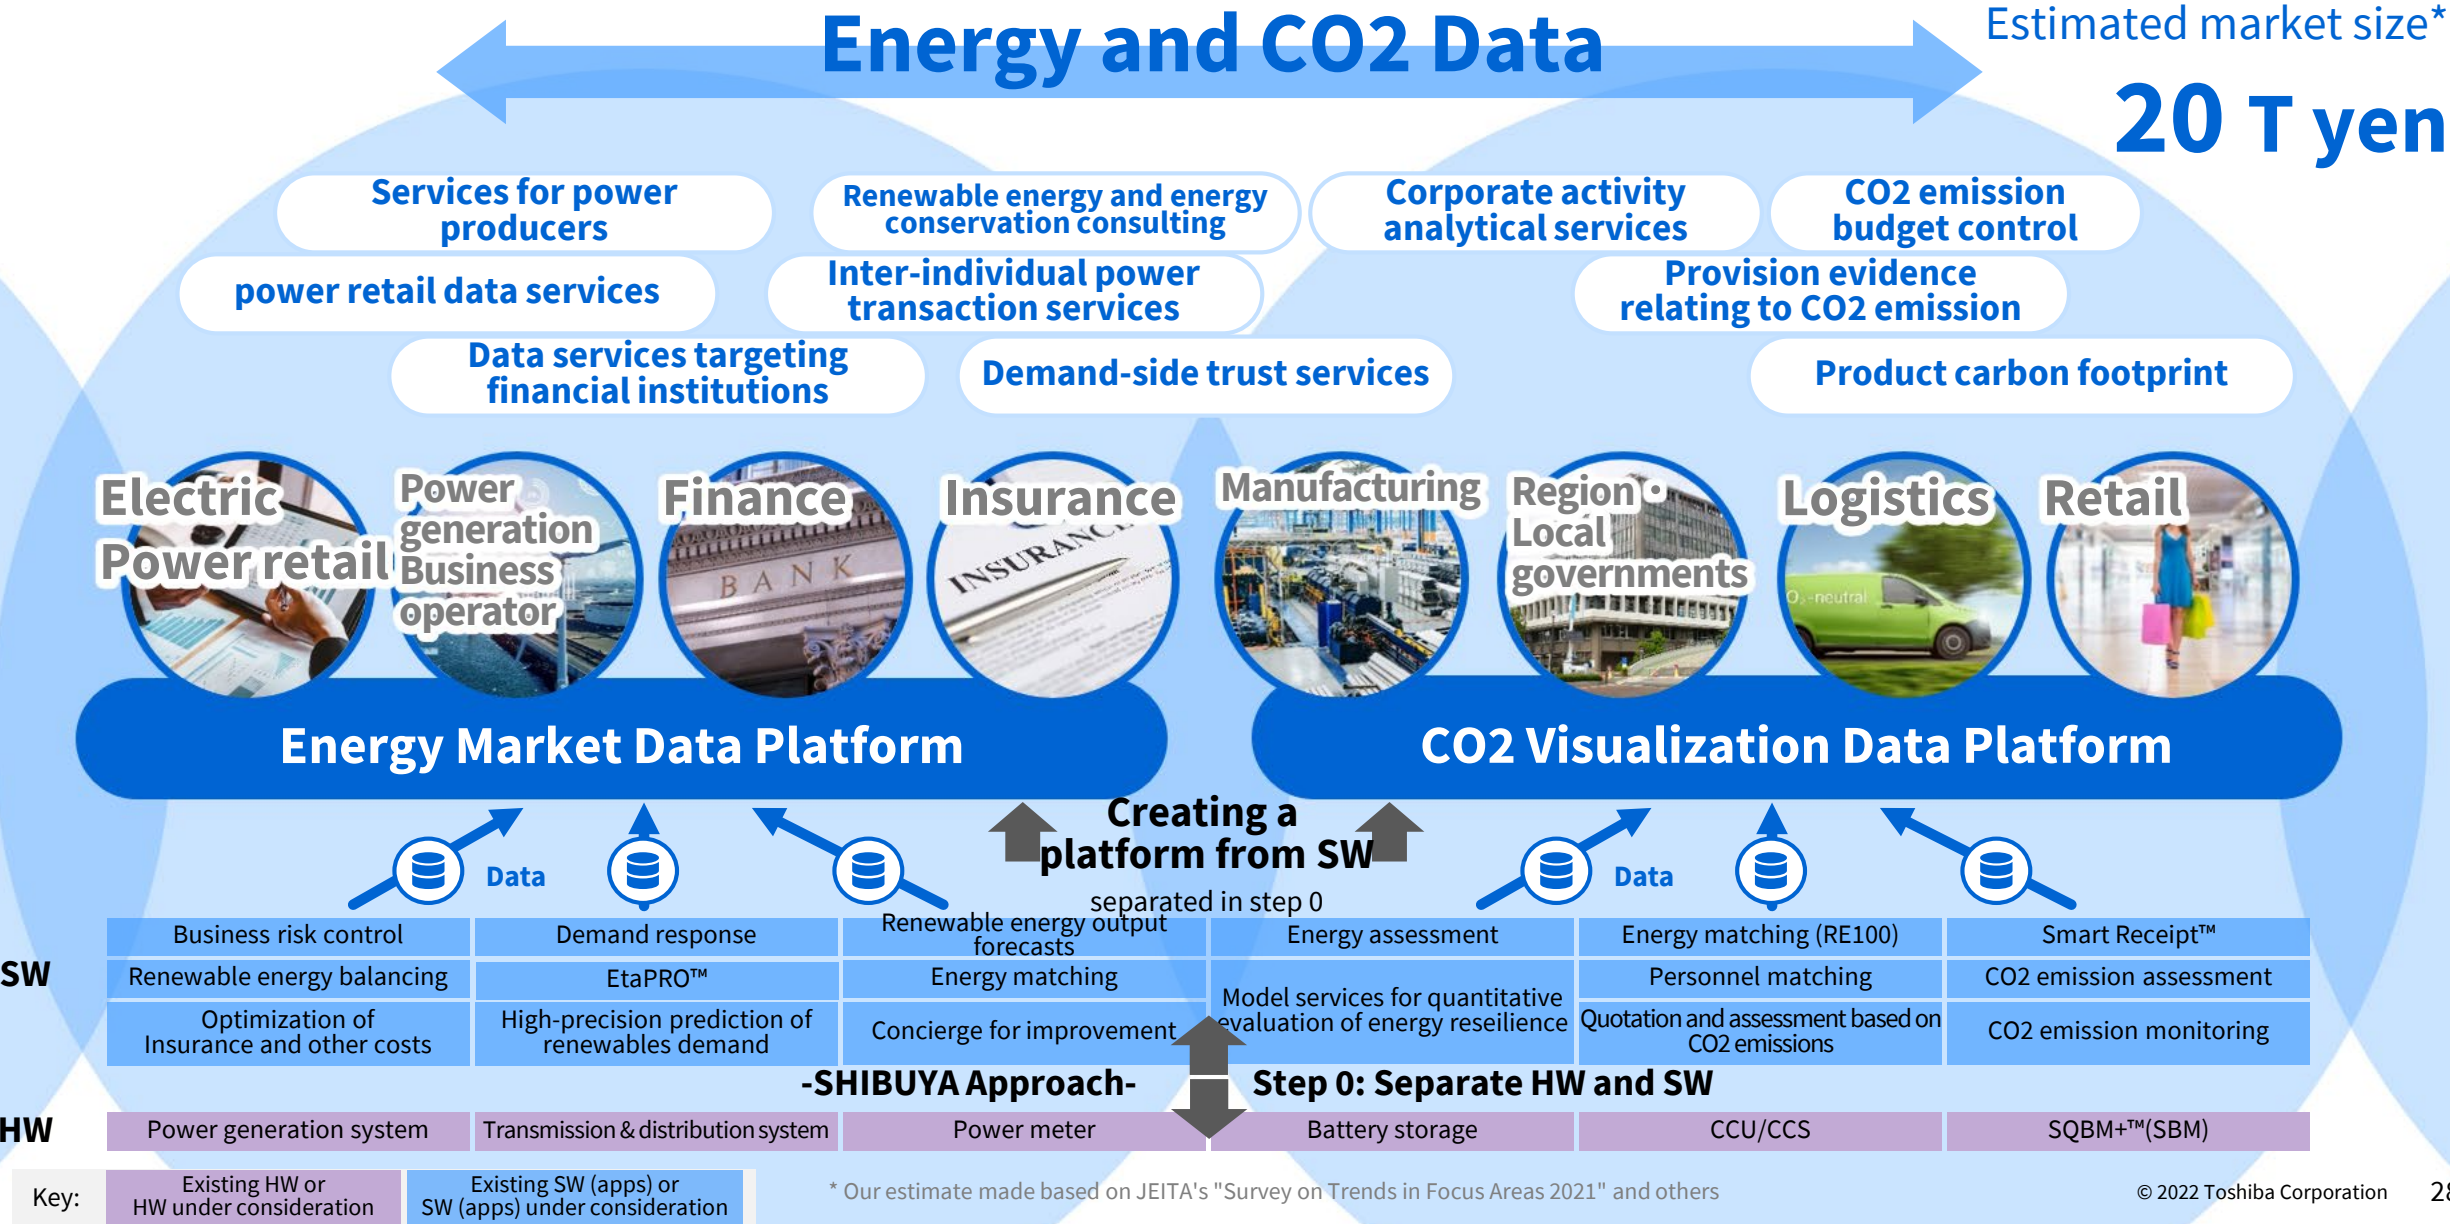 Energy and CO2 Data
Estimated market size*
20 T yen
Services for power
producers
Renewable energy and energy
conservation consulting
Corporate activity
analytical services
CO2 emission
budget control
power retail data services
Inter-individual power
transaction services
Provision evidence
relating to CO2 emission
Data services targeting
financial institutions
Demand-side trust services
Product carbon footprint
Electric
Power retail
Power
generation
Business
operator
Finance
BANK
Insurance
INSURANCE
Manufacturing
Region・
Local
governments
Logistics
O₂-neutral
Retail
Energy Market Data Platform
CO2 Visualization Data Platform
Creating a
platform from SW
separated in step 0
Data
Data
SW
Business risk control
Demand response
Renewable energy output
forecasts
Energy assessment
Energy matching (RE100)
Smart Receipt™
Renewable energy balancing
EtaPRO™
Energy matching
Model services for quantitative
evaluation of energy reseilience
Personnel matching
CO2 emission assessment
Optimization of
Insurance and other costs
High-precision prediction of
renewables demand
Concierge for improvement
Quotation and assessment based on
CO2 emissions
CO2 emission monitoring
-SHIBUYA Approach-
Step 0: Separate HW and SW
HW
Power generation system
Transmission & distribution system
Power meter
Battery storage
CCU/CCS
SQBM+™(SBM)
Key:
Existing HW or
HW under consideration
Existing SW (apps) or
SW (apps) under consideration
* Our estimate made based on JEITA's "Survey on Trends in Focus Areas 2021" and others
© 2022 Toshiba Corporation
28